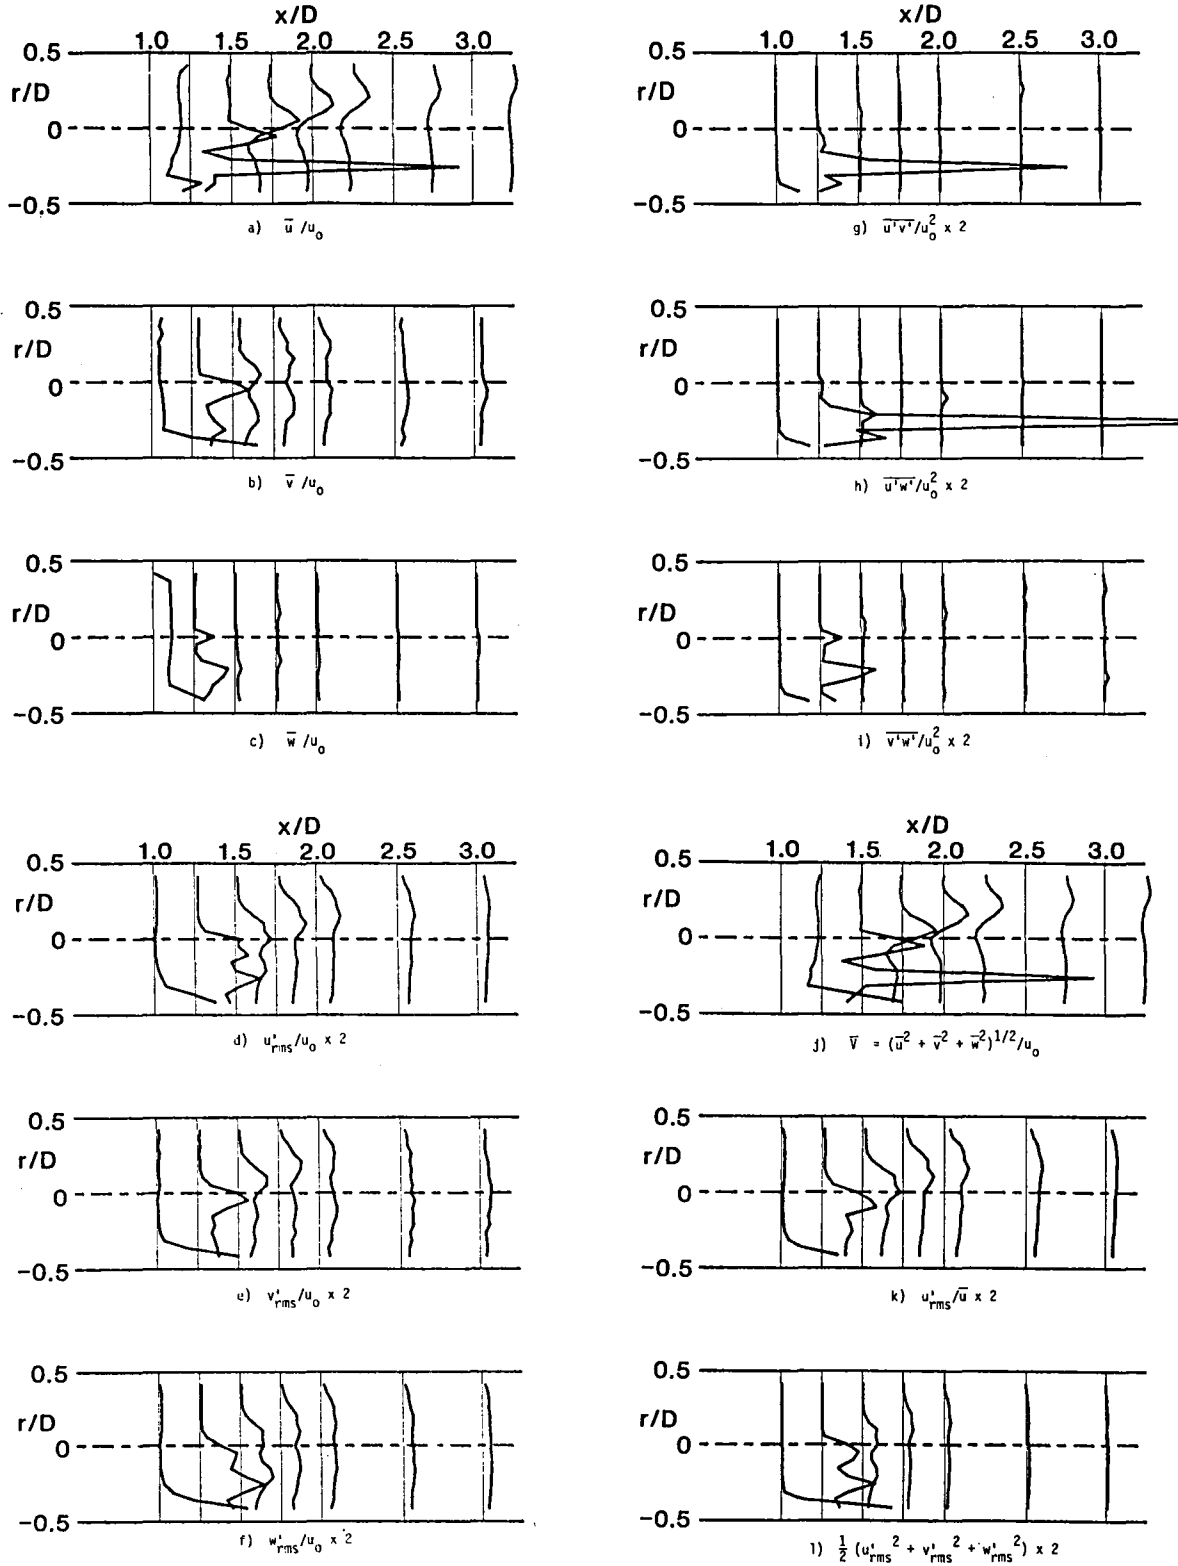 x/D
1.0 1.5 2.0 2.5 3.0
0.5
r/D
0
-0.5
a) u̅ /u₀
0.5
r/D
0
-0.5
b) v̅ /u₀
0.5
r/D
0
-0.5
c) w̅ /u₀
x/D
1.0 1.5 2.0 2.5 3.0
0.5
r/D
0
-0.5
d) u'rms/u₀ x 2
0.5
r/D
0
-0.5
e) v'rms/u₀ x 2
0.5
r/D
0
-0.5
f) w'rms/u₀ x 2
x/D
1.0 1.5 2.0 2.5 3.0
0.5
r/D
0
-0.5
g) u'v'/u₀² x 2
0.5
r/D
0
-0.5
h) u'w'/u₀² x 2
0.5
r/D
0
-0.5
i) v'w'/u₀² x 2
x/D
1.0 1.5 2.0 2.5 3.0
0.5
r/D
0
-0.5
j) V̅ = (u̅² + v̅² + w̅²)1/2/u₀
0.5
r/D
0
-0.5
k) u'rms/u̅ x 2
0.5
r/D
0
-0.5
l) 1/2 (u'rms² + v'rms² + w'rms²) x 2